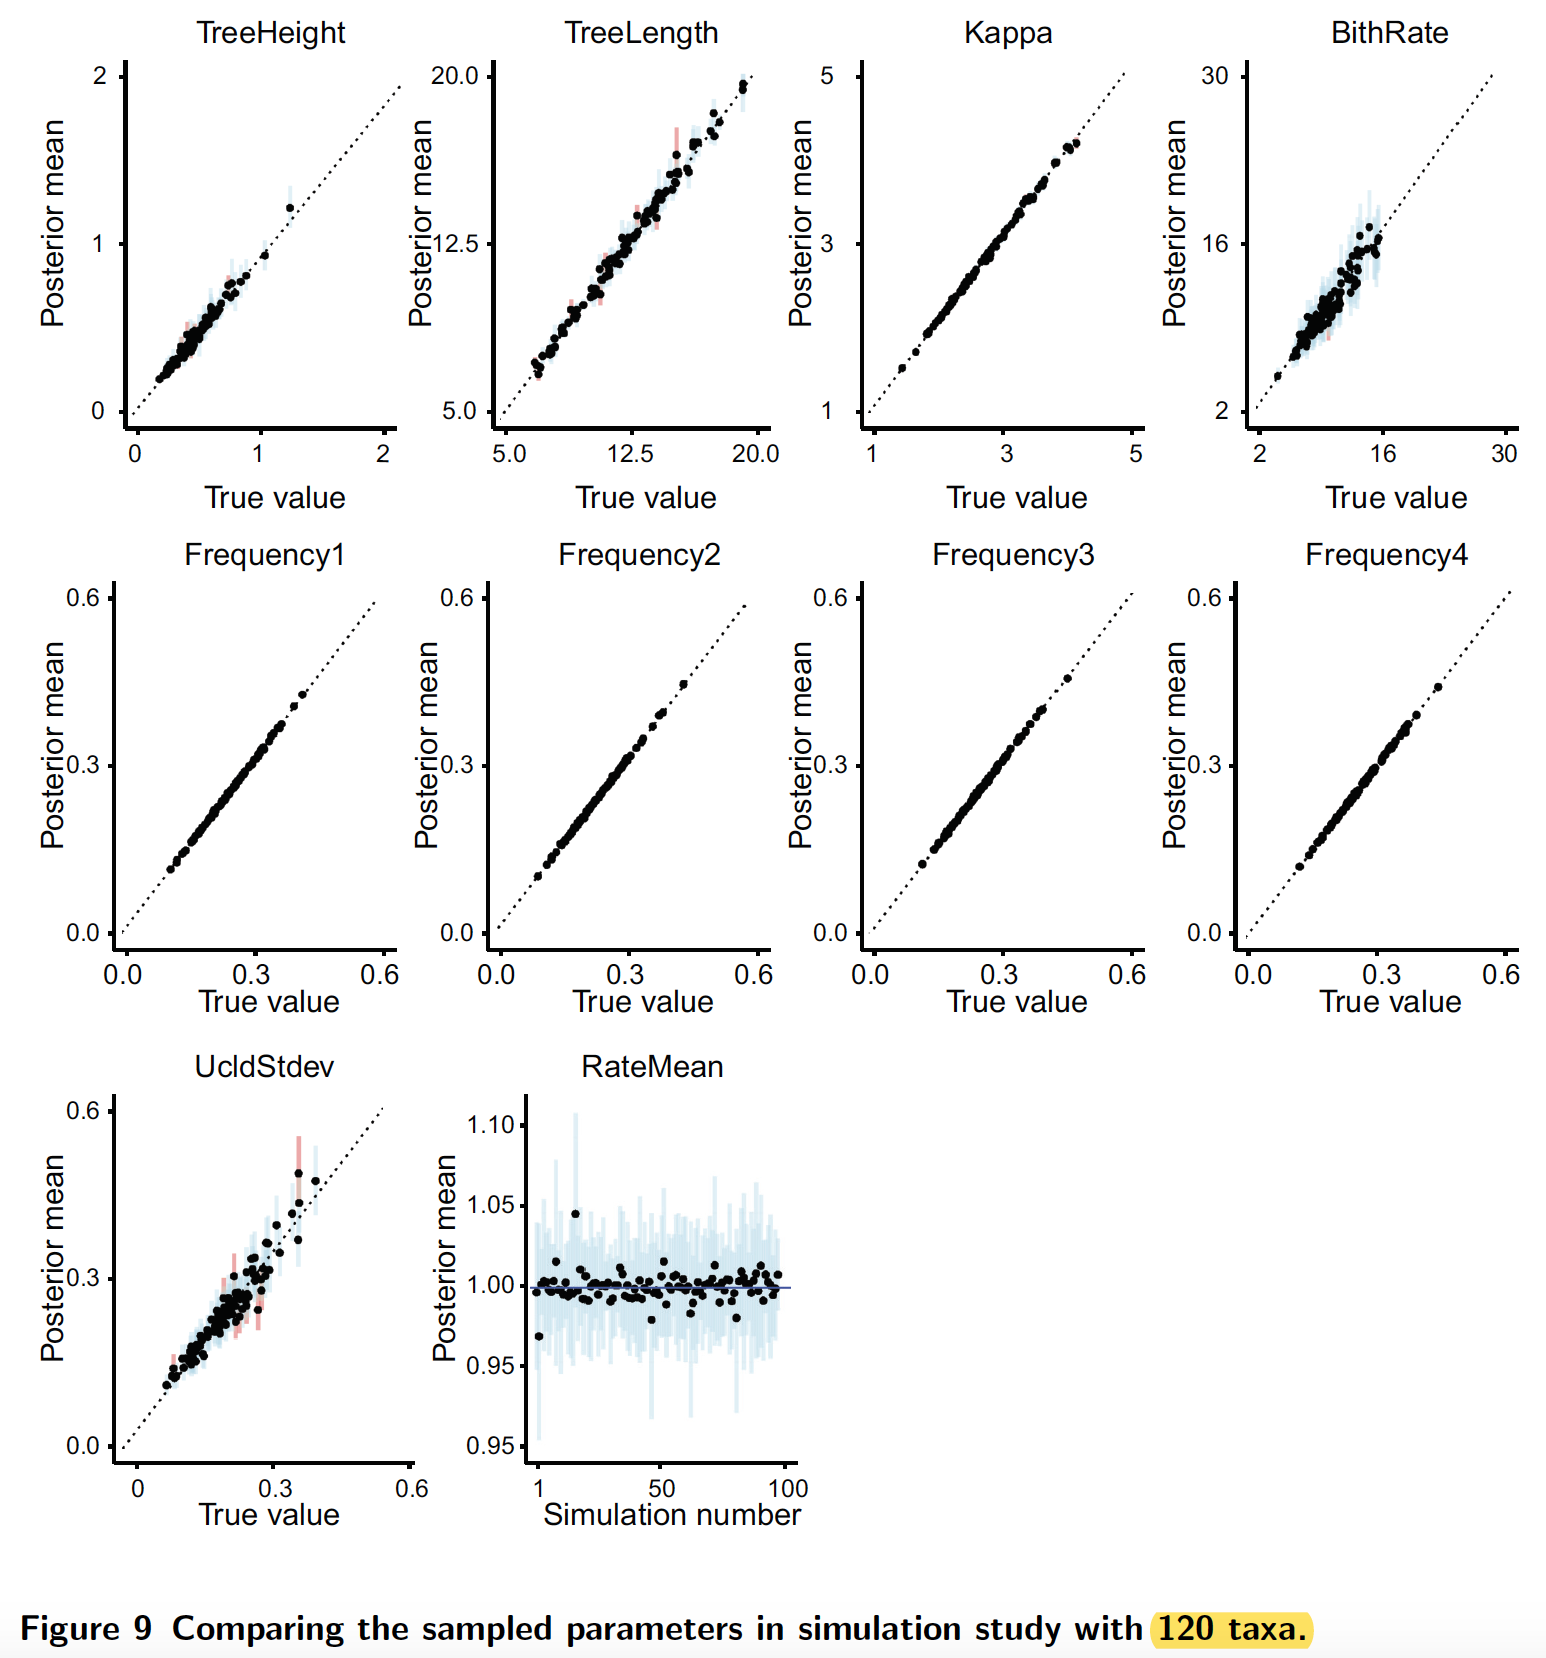 TreeHeight TreeLength Kappa BithRate
2 20.0 5 30
Posterior mean Posterior mean Posterior mean Posterior mean
1 12.5 3 16
0 5.0 1 2
0 1 2 5.0 12.5 20.0 1 3 5 2 16 30
True value True value True value True value
Frequency1 Frequency2 Frequency3 Frequency4
0.6 0.6 0.6 0.6
Posterior mean Posterior mean Posterior mean Posterior mean
0.3 0.3 0.3 0.3
0.0 0.0 0.0 0.0
0.0 0.3 0.6 0.0 0.3 0.6 0.0 0.3 0.6 0.0 0.3 0.6
True value True value True value True value
UcldStdev RateMean
0.6 1.10
Posterior mean Posterior mean
1.05
0.3 1.00
0.95
0.0 0.95
0 0.3 0.6 1 50 100
True value Simulation number
Figure 9 Comparing the sampled parameters in simulation study with 120 taxa.